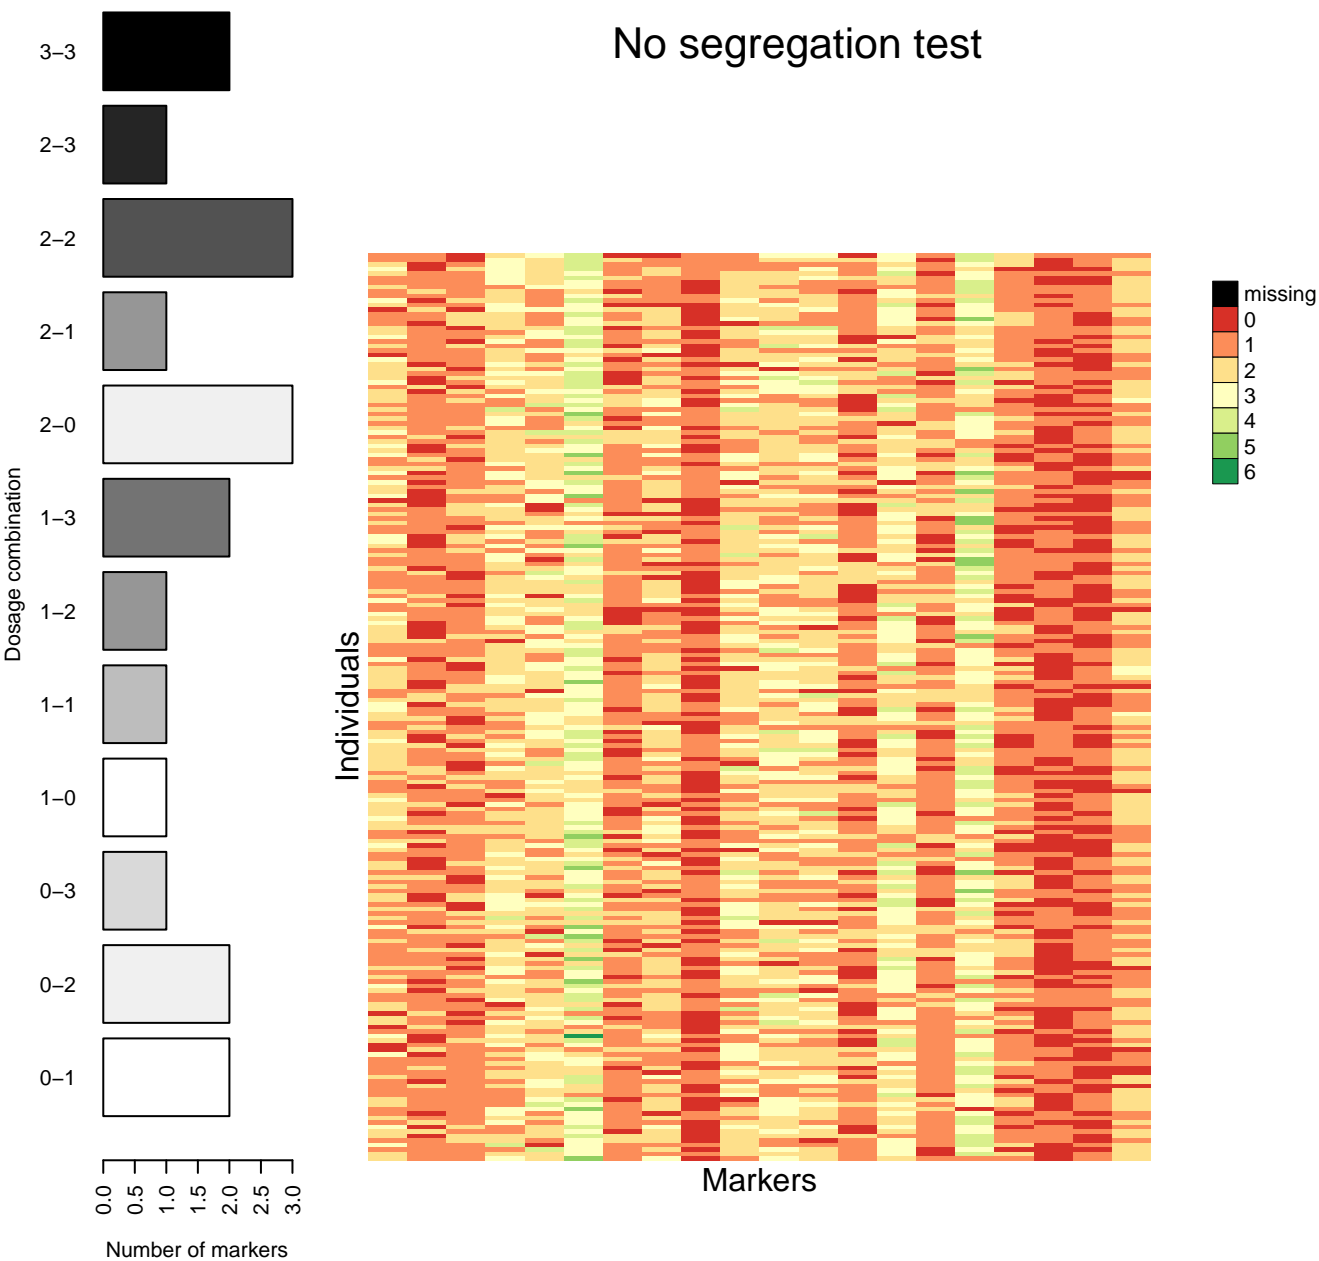 No segregation test
Dosage combination
3−3
2−3
2−2
2−1
2−0
1−3
1−2
1−1
1−0
0−3
0−2
0−1
0.0 0.5 1.0 1.5 2.0 2.5 3.0
Number of markers
Individuals
Markers
missing
0
1
2
3
4
5
6